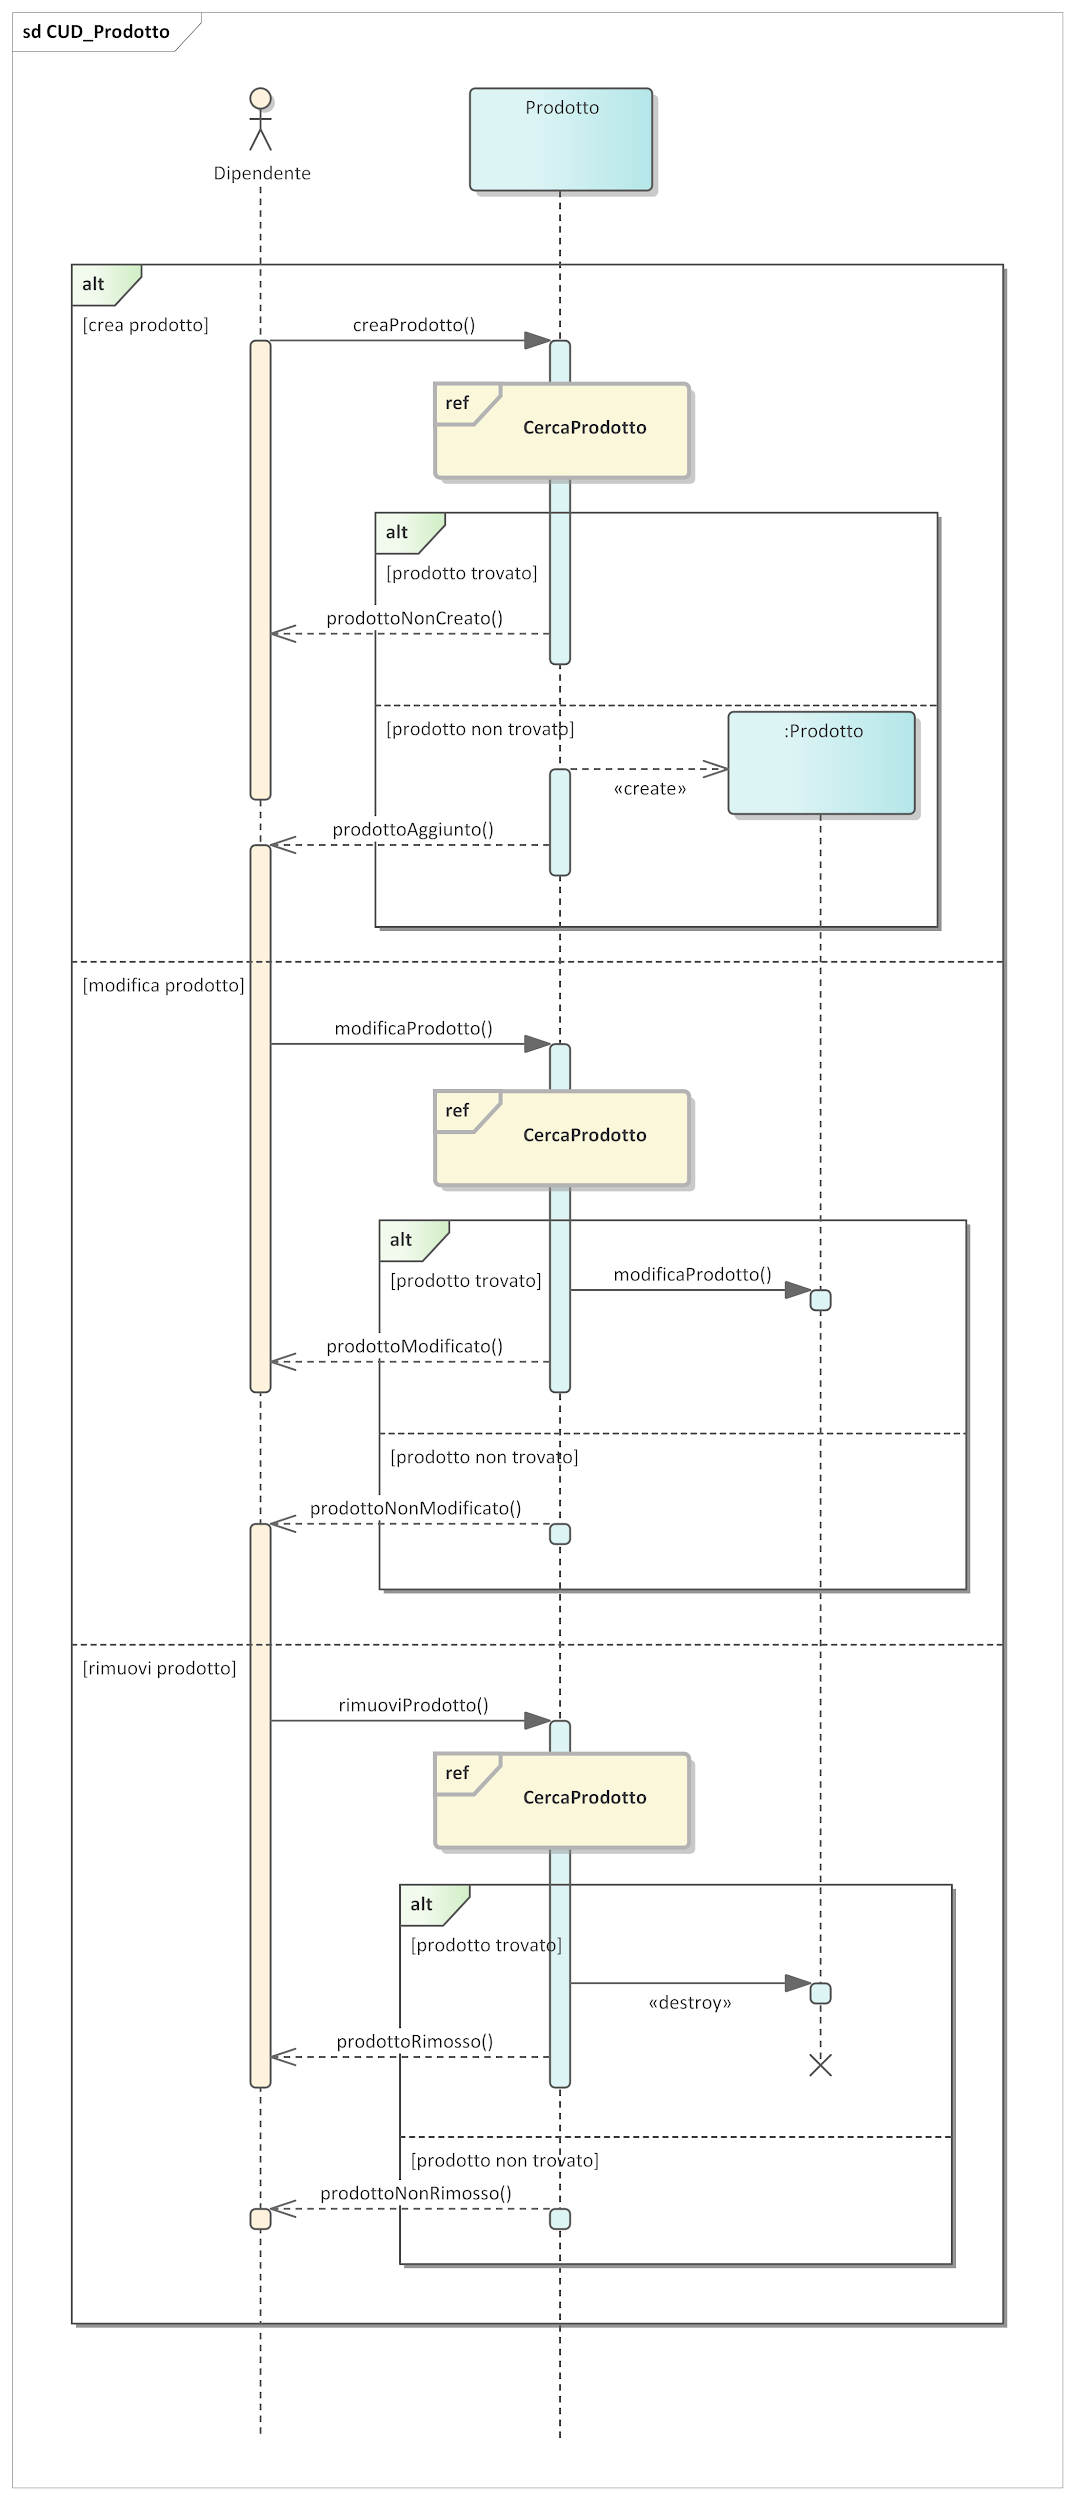 sd CUD_Prodotto
Prodotto
Dipendente
alt
[crea prodotto]
creaProdotto()
ref
CercaProdotto
alt
[prodotto trovato]
prodottoNonCreato()
[prodotto non trovato]
:Prodotto
«create»
prodottoAggiunto()
[modifica prodotto]
modificaProdotto()
ref
CercaProdotto
alt
[prodotto trovato]
modificaProdotto()
prodottoModificato()
[prodotto non trovato]
prodottoNonModificato()
[rimuovi prodotto]
rimuoviProdotto()
ref
CercaProdotto
alt
[prodotto trovato]
«destroy»
prodottoRimosso()
[prodotto non trovato]
prodottoNonRimosso()